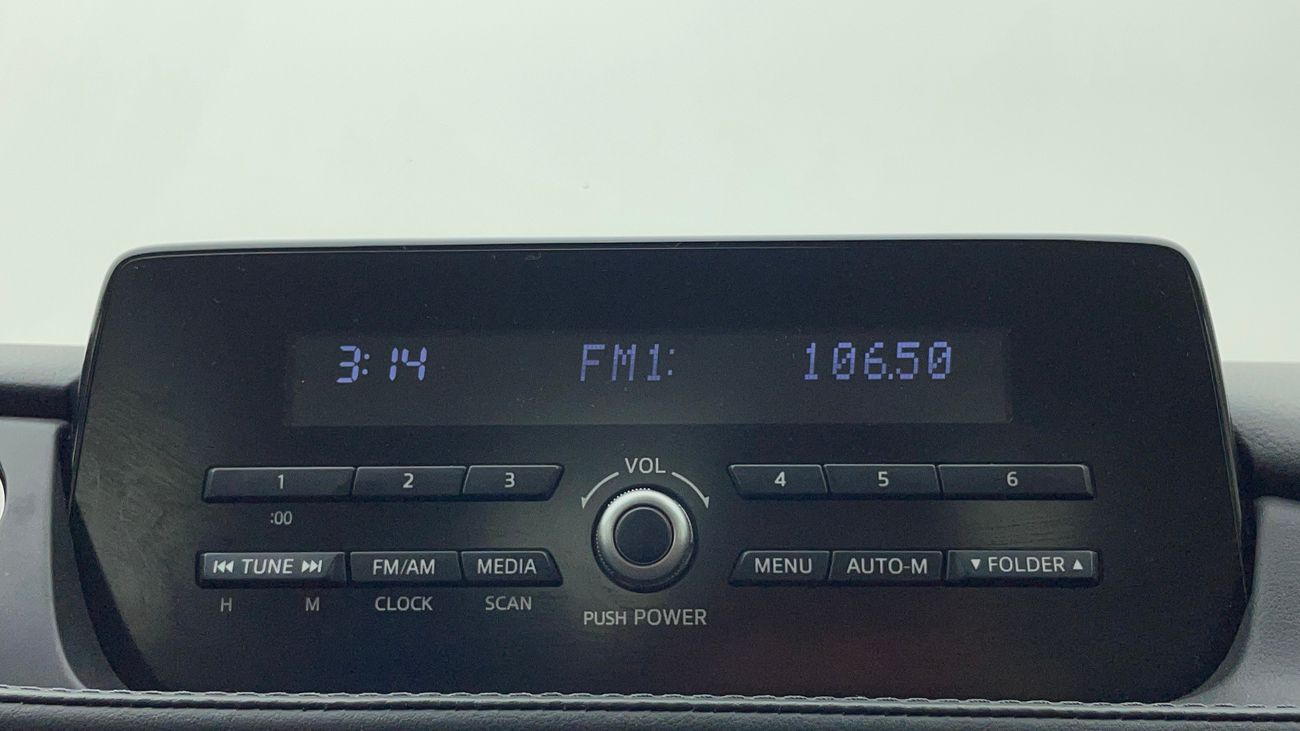 3:14 FM1: 106.50
VOL
1 2 3 4 5 6
:00
⏮ TUNE ⏭ FM/AM MEDIA MENU AUTO-M ▼ FOLDER ▲
H M CLOCK SCAN
PUSH POWER